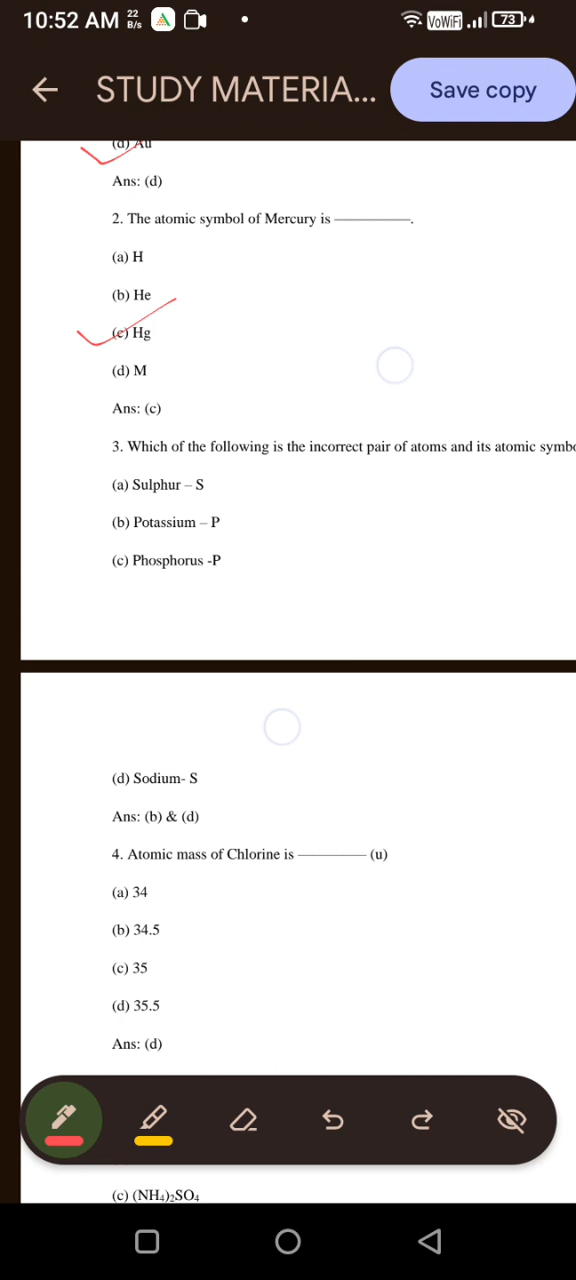 10:52 AM 22 B/s VoWiFi 73
STUDY MATERIA... Save copy
(d) Au
Ans: (d)
2. The atomic symbol of Mercury is ————.
(a) H
(b) He
(c) Hg
(d) M
Ans: (c)
3. Which of the following is the incorrect pair of atoms and its atomic symbo
(a) Sulphur – S
(b) Potassium – P
(c) Phosphorus -P
(d) Sodium- S
Ans: (b) & (d)
4. Atomic mass of Chlorine is ———— (u)
(a) 34
(b) 34.5
(c) 35
(d) 35.5
Ans: (d)
(c) (NH₄)₂SO₄